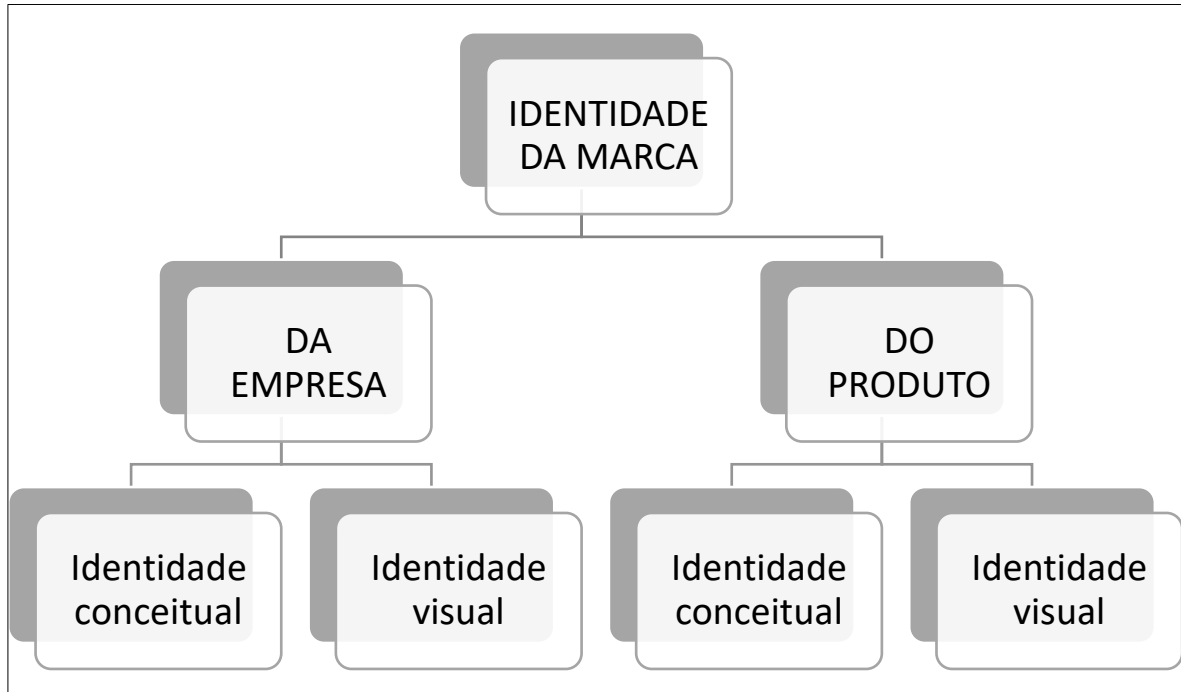 IDENTIDADE
DA MARCA
DA
EMPRESA
DO
PRODUTO
Identidade
conceitual
Identidade
visual
Identidade
conceitual
Identidade
visual